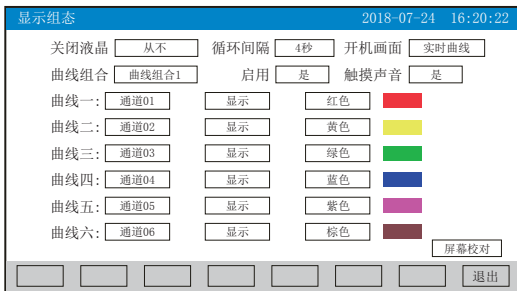 显示组态 2018-07-24 16:20:22
关闭液晶 从不 循环间隔 4秒 开机画面 实时曲线
曲线组合 曲线组合1 启用 是 触摸声音 是
曲线一: 通道01 显示 红色
曲线二: 通道02 显示 黄色
曲线三: 通道03 显示 绿色
曲线四: 通道04 显示 蓝色
曲线五: 通道05 显示 紫色
曲线六: 通道06 显示 棕色
屏幕校对
退出